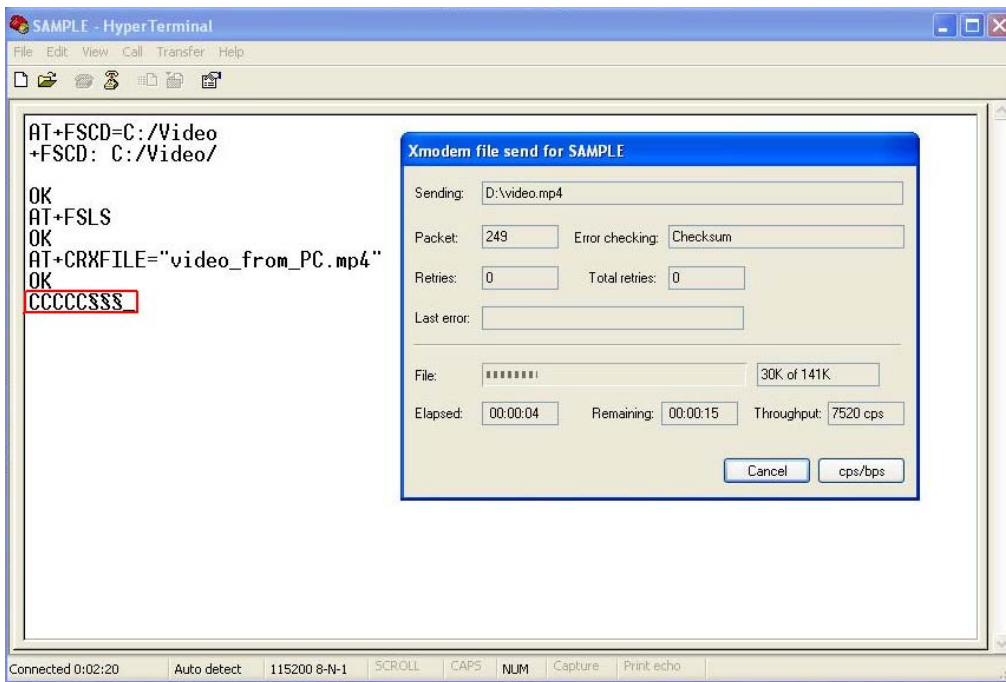 SAMPLE - HyperTerminal
File Edit View Call Transfer Help
AT+FSCD=C:/Video
+FSCD: C:/Video/
OK
AT+FSLS
OK
AT+CRXFILE="video_from_PC.mp4"
OK
CCCCC§§§_
Xmodem file send for SAMPLE
Sending: D:\video.mp4
Packet: 249 Error checking: Checksum
Retries: 0 Total retries: 0
Last error:
File: 30K of 141K
Elapsed: 00:00:04 Remaining: 00:00:15 Throughput: 7520 cps
Cancel cps/bps
Connected 0:02:20 Auto detect 115200 8-N-1 SCROLL CAPS NUM Capture Print echo